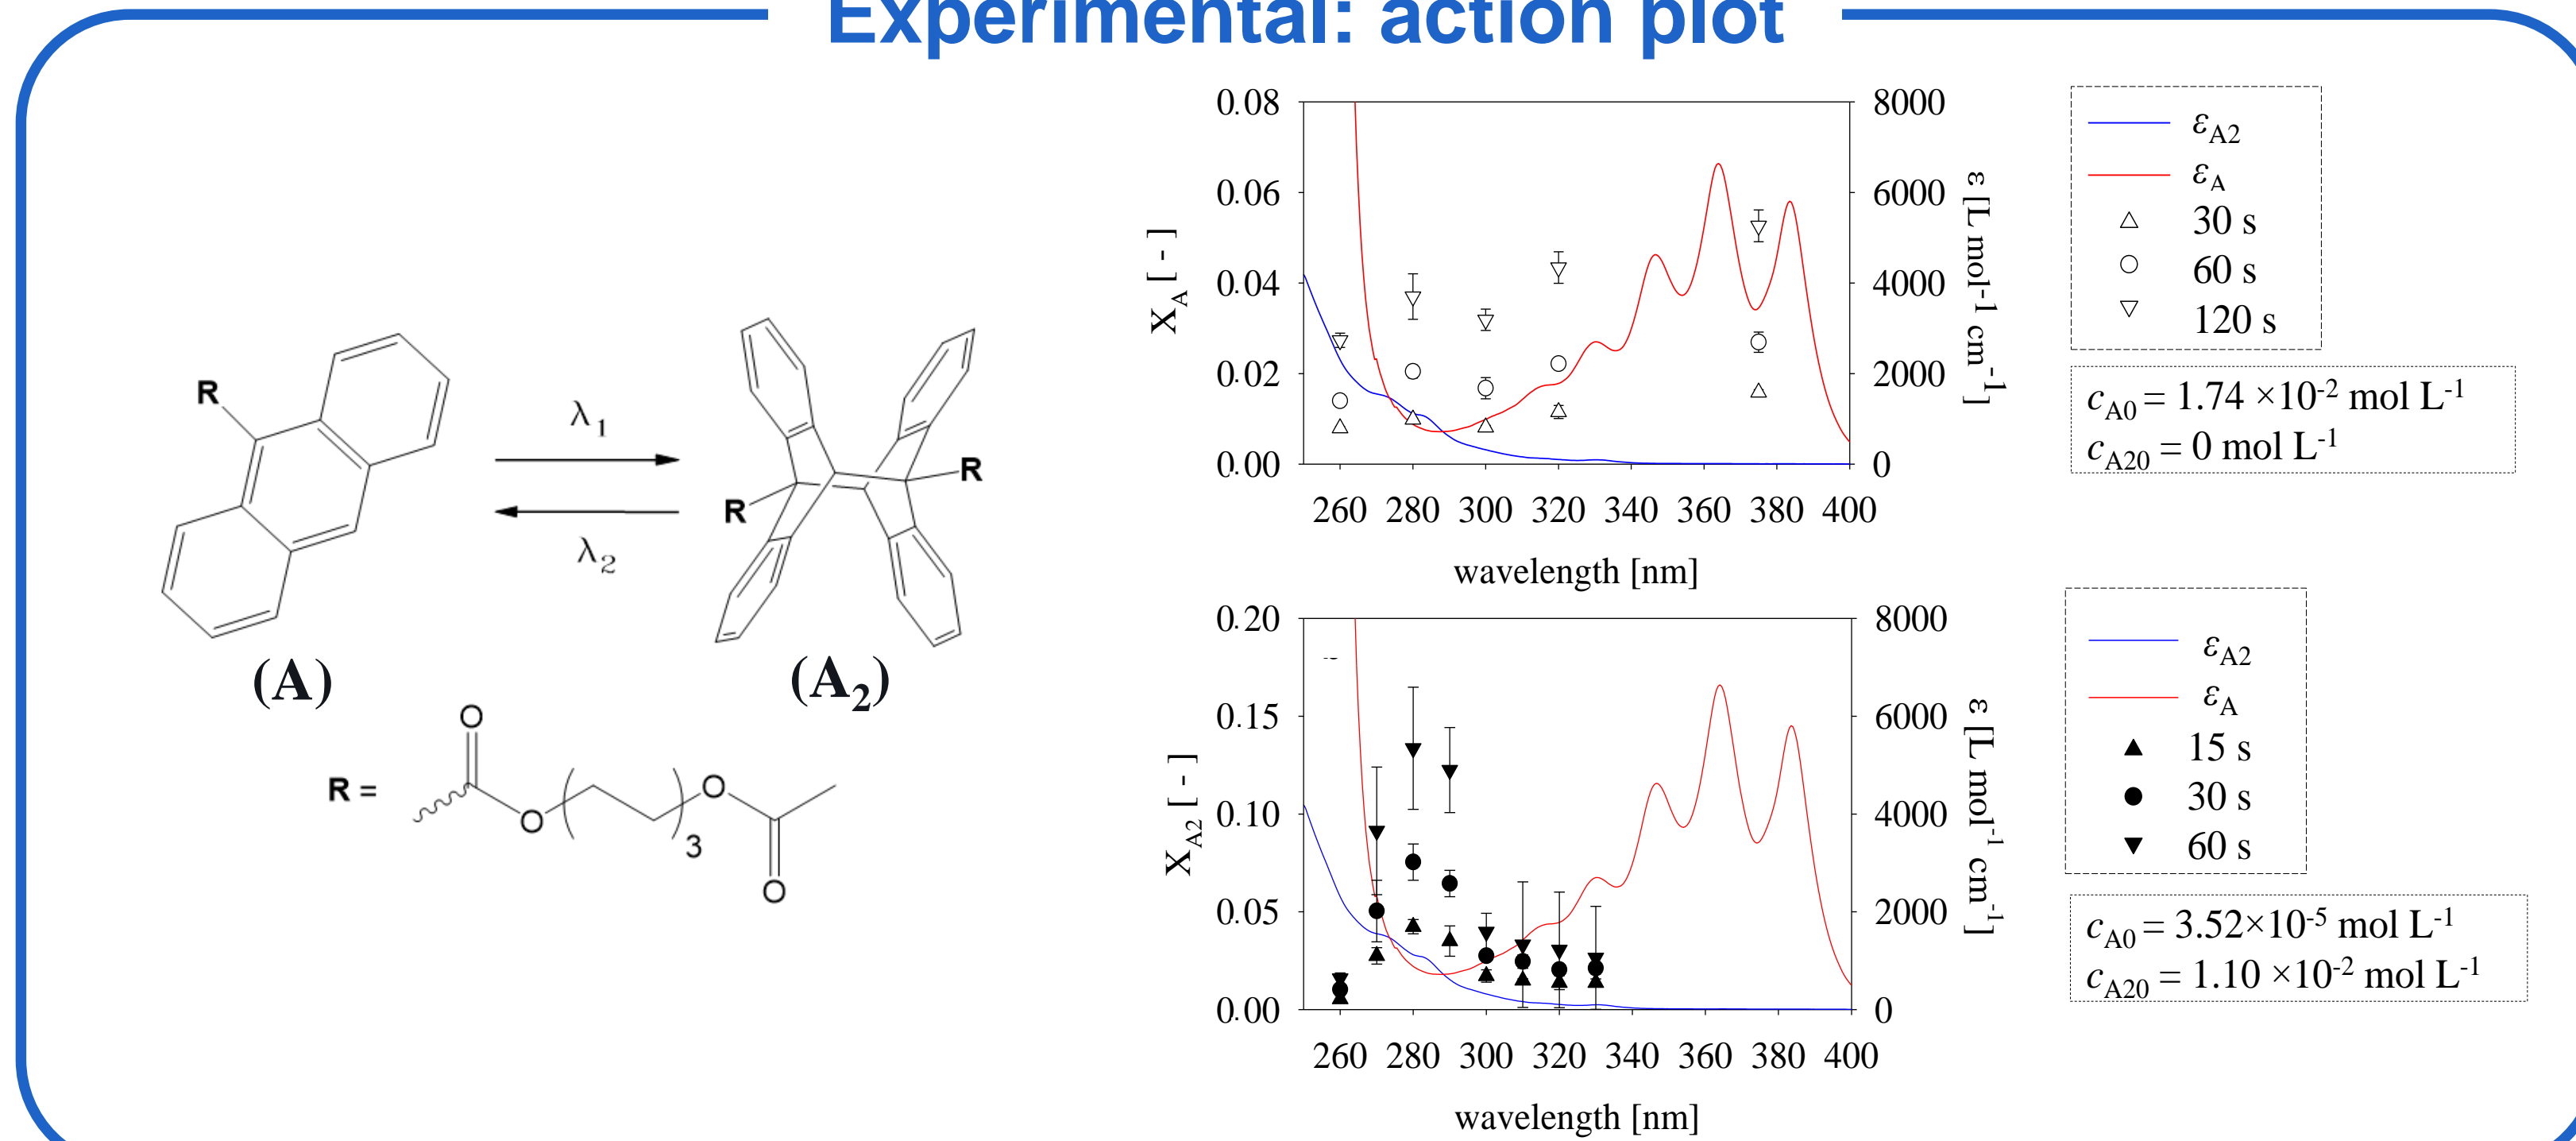 Experimental: action plot
R
λ1
λ2
R
R
(A)
(A2)
R =
O
O
(
)
3
O
O
0.08
0.06
0.04
0.02
0.00
XA [ - ]
8000
6000
4000
2000
0
ε [L mol-1 cm-1]
260 280 300 320 340 360 380 400
wavelength [nm]
εA2
εA
30 s
60 s
120 s
cA0 = 1.74 ×10-2 mol L-1
cA20 = 0 mol L-1
0.20
0.15
0.10
0.05
0.00
XA2 [ - ]
8000
6000
4000
2000
0
ε [L mol-1 cm-1]
260 280 300 320 340 360 380 400
wavelength [nm]
εA2
εA
15 s
30 s
60 s
cA0 = 3.52×10-5 mol L-1
cA20 = 1.10 ×10-2 mol L-1